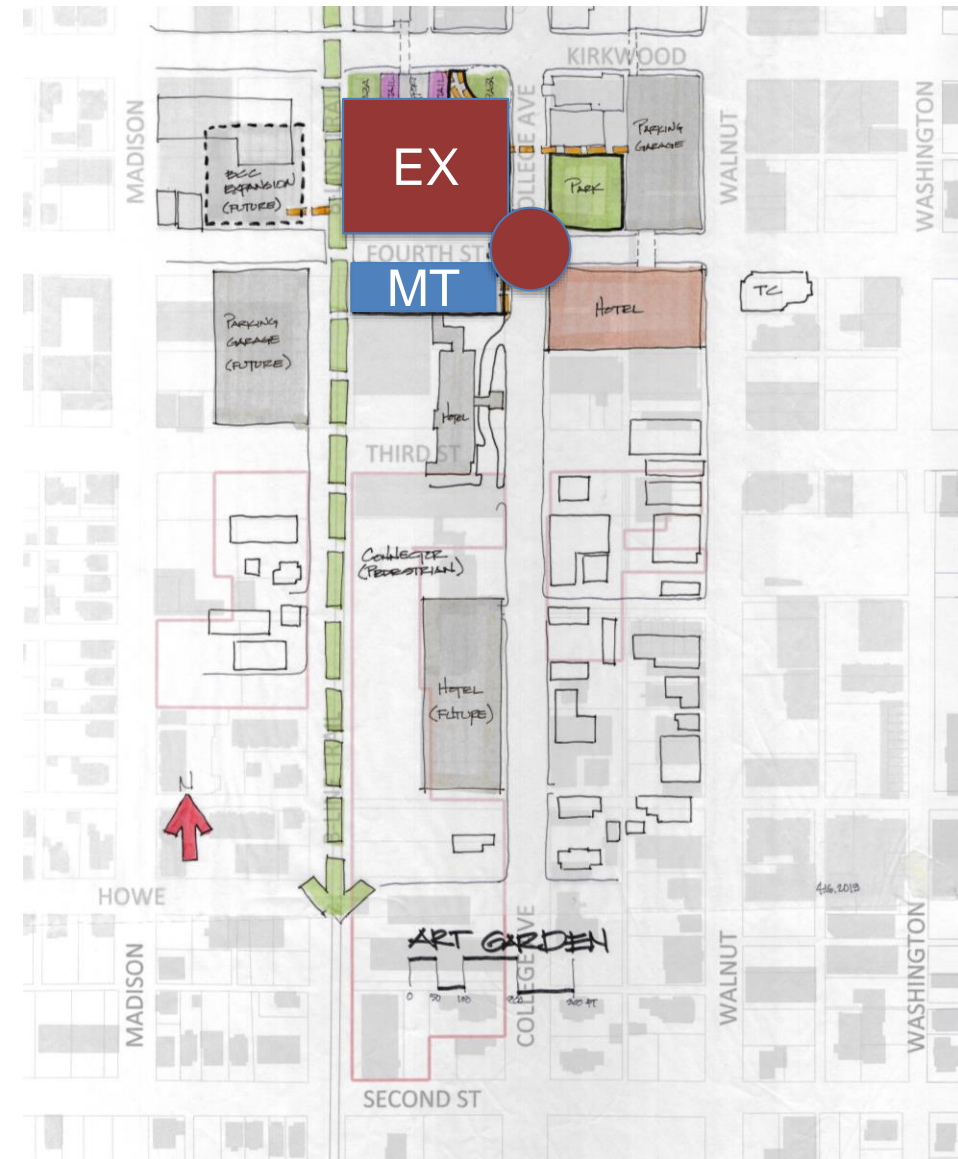 KIRKWOOD
MADISON
COLLEGE AVE
WALNUT
WASHINGTON
EX
BCC
EXPANSION
(FUTURE)
PARKING
GARAGE
PARK
FOURTH ST
MT
HOTEL
TC
PARKING
GARAGE
(FUTURE)
HOTEL
THIRD ST
CONNECTOR
(PEDESTRIAN)
HOTEL
(FUTURE)
N
HOWE
ART GARDEN
0 50 100 200
MADISON
COLLEGE AVE
WALNUT
WASHINGTON
SECOND ST